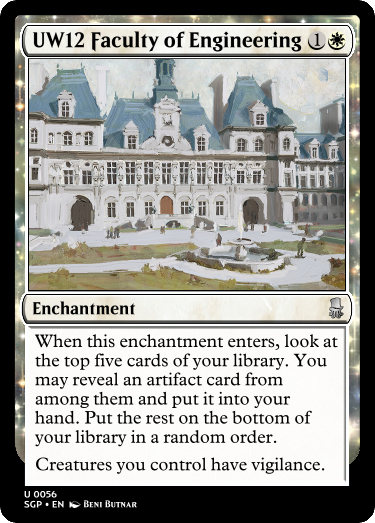 UW12 Faculty of Engineering 1
Enchantment
When this enchantment enters, look at
the top five cards of your library. You
may reveal an artifact card from
among them and put it into your
hand. Put the rest on the bottom of
your library in a random order.
Creatures you control have vigilance.
U 0056
SGP • EN Beni Butnar